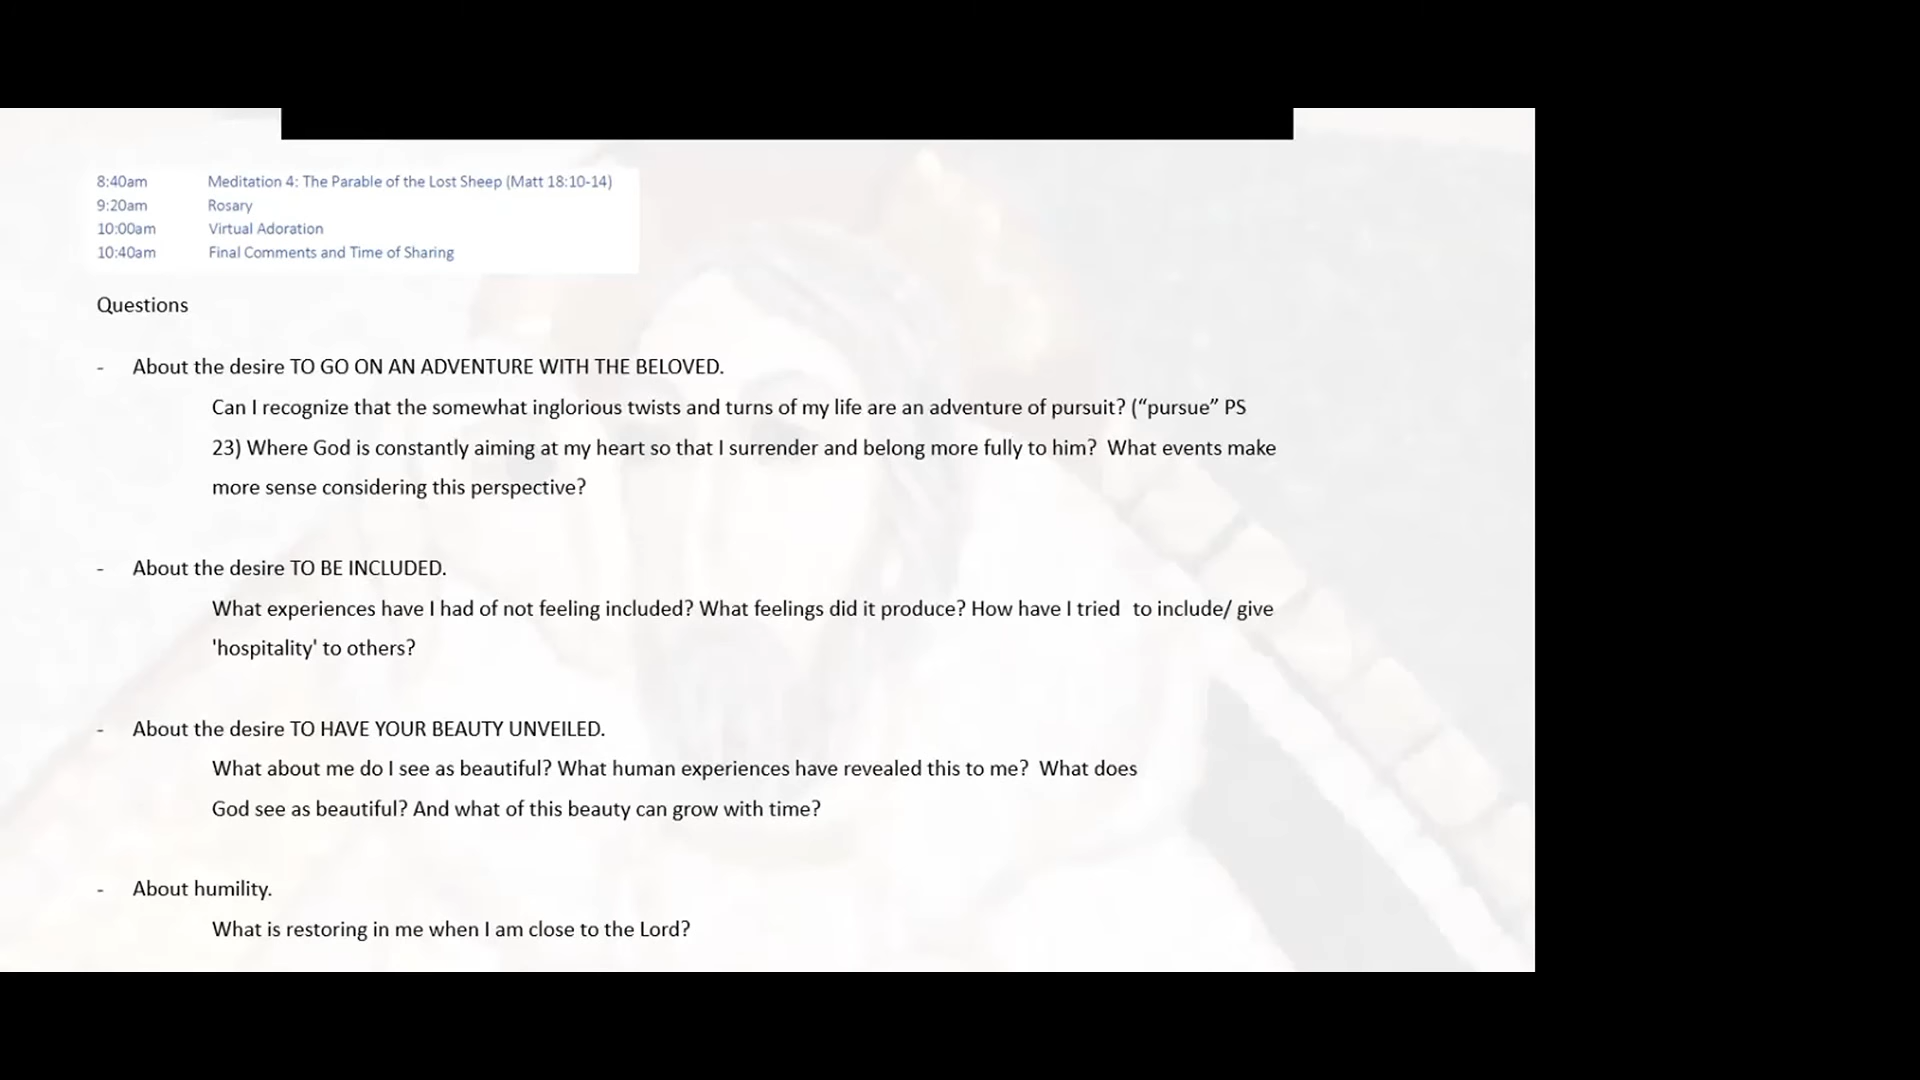 8:40am Meditation 4: The Parable of the Lost Sheep (Matt 18:10-14)
9:20am Rosary
10:00am Virtual Adoration
10:40am Final Comments and Time of Sharing
Questions
- About the desire TO GO ON AN ADVENTURE WITH THE BELOVED.
Can I recognize that the somewhat inglorious twists and turns of my life are an adventure of pursuit? (“pursue” PS
23) Where God is constantly aiming at my heart so that I surrender and belong more fully to him? What events make
more sense considering this perspective?
- About the desire TO BE INCLUDED.
What experiences have I had of not feeling included? What feelings did it produce? How have I tried to include/ give
'hospitality' to others?
- About the desire TO HAVE YOUR BEAUTY UNVEILED.
What about me do I see as beautiful? What human experiences have revealed this to me? What does
God see as beautiful? And what of this beauty can grow with time?
- About humility.
What is restoring in me when I am close to the Lord?